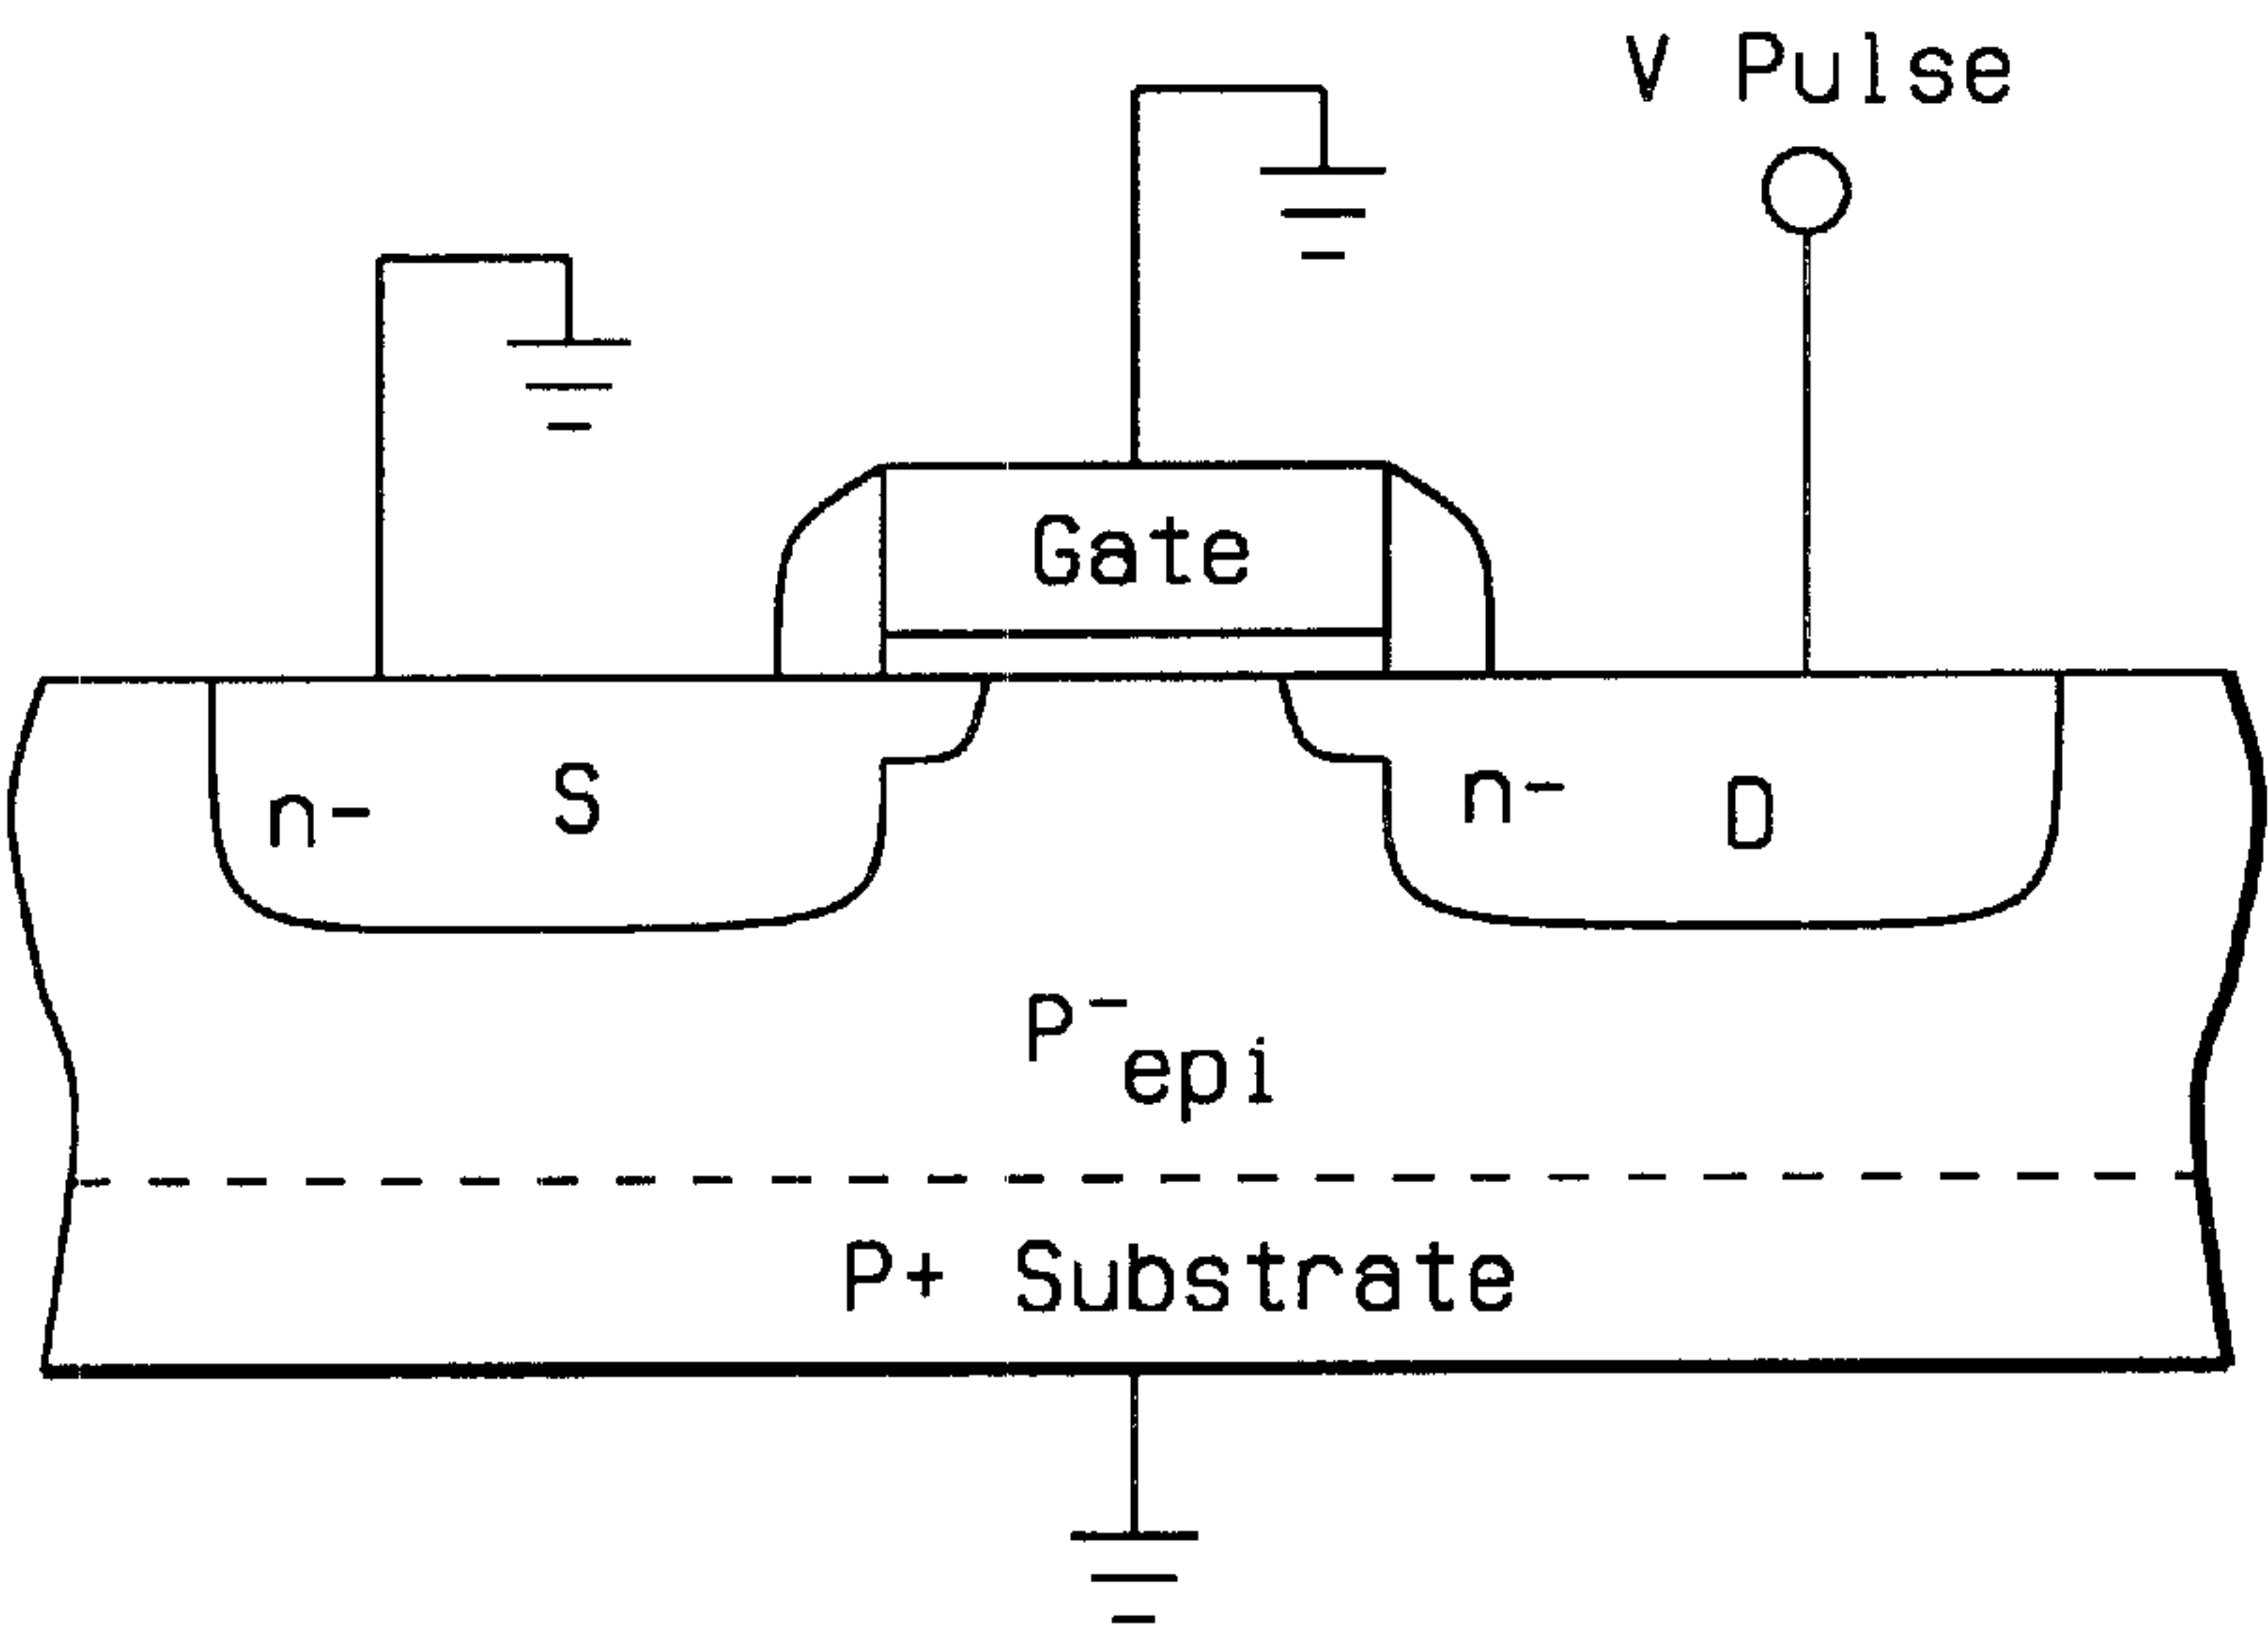 V Pulse
Gate
n- S
n- D
P- epi
P+ Substrate